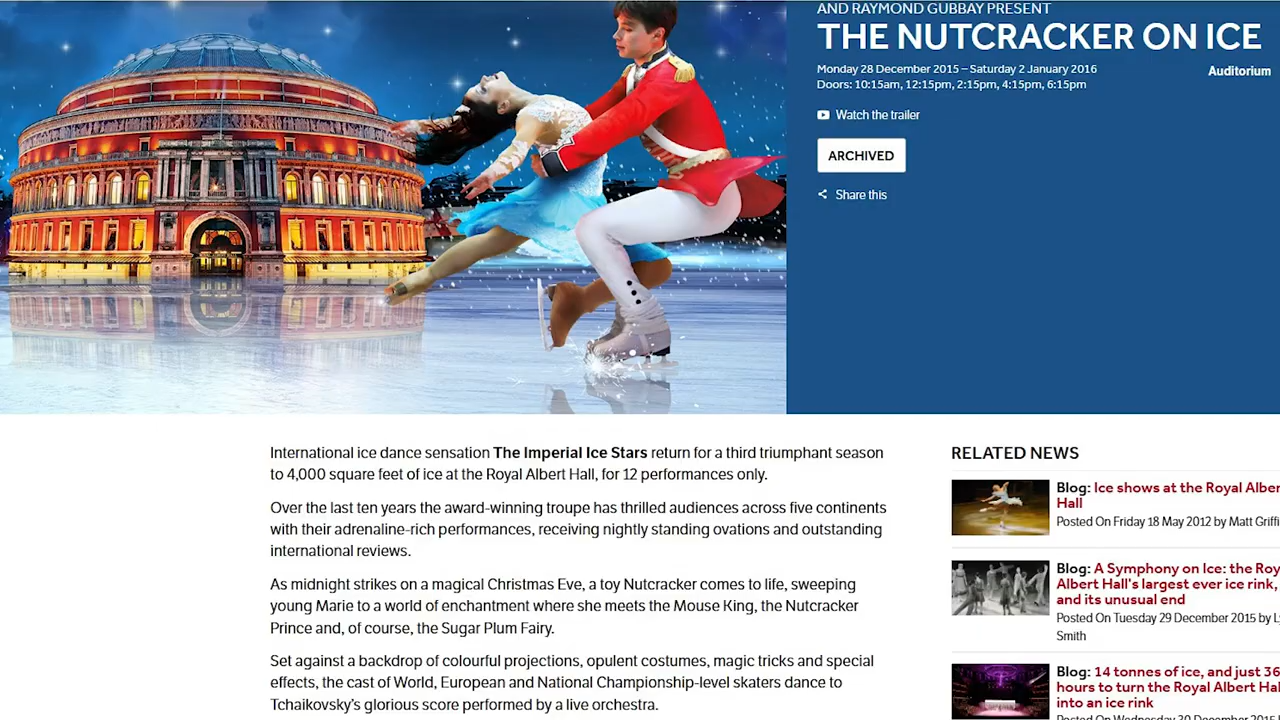 AND RAYMOND GUBBAY PRESENT
THE NUTCRACKER ON ICE
Monday 28 December 2015 – Saturday 2 January 2016
Auditorium
Doors: 10:15am, 12:15pm, 2:15pm, 4:15pm, 6:15pm
Watch the trailer
ARCHIVED
Share this
International ice dance sensation The Imperial Ice Stars return for a third triumphant season
to 4,000 square feet of ice at the Royal Albert Hall, for 12 performances only.
Over the last ten years the award-winning troupe has thrilled audiences across five continents
with their adrenaline-rich performances, receiving nightly standing ovations and outstanding
international reviews.
As midnight strikes on a magical Christmas Eve, a toy Nutcracker comes to life, sweeping
young Marie to a world of enchantment where she meets the Mouse King, the Nutcracker
Prince and, of course, the Sugar Plum Fairy.
Set against a backdrop of colourful projections, opulent costumes, magic tricks and special
effects, the cast of World, European and National Championship-level skaters dance to
Tchaikovsky's glorious score performed by a live orchestra.
RELATED NEWS
Blog: Ice shows at the Royal Alber
Hall
Posted On Friday 18 May 2012 by Matt Griffi
Blog: A Symphony on Ice: the Roy
Albert Hall's largest ever ice rink,
and its unusual end
Posted On Tuesday 29 December 2015 by Ly
Smith
Blog: 14 tonnes of ice, and just 36
hours to turn the Royal Albert Hal
into an ice rink
Posted On Wednesday 30 December 2015 by